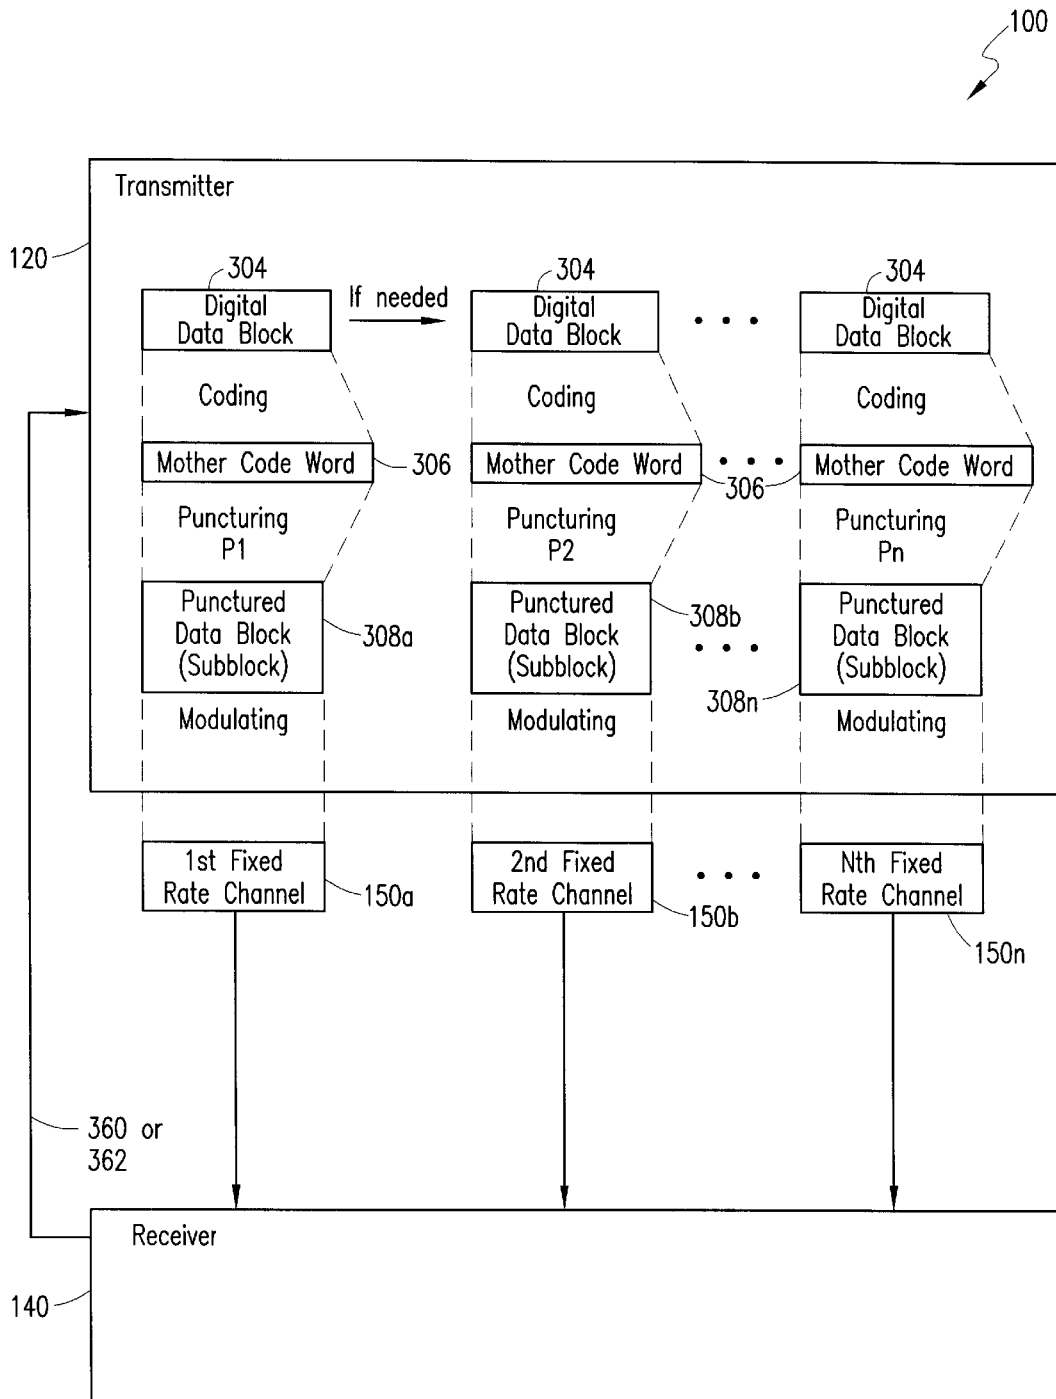 100
Transmitter
120
304 304 304
Digital Data Block
If needed
Digital Data Block
• • •
Digital Data Block
Coding Coding Coding
Mother Code Word 306 Mother Code Word • • • 306 Mother Code Word
Puncturing P1
Puncturing P2
Puncturing Pn
Punctured Data Block (Subblock)
308a
Punctured Data Block (Subblock)
308b
• • •
Punctured Data Block (Subblock)
308n
Modulating Modulating Modulating
1st Fixed Rate Channel
150a
2nd Fixed Rate Channel
150b
• • •
Nth Fixed Rate Channel
150n
360 or
362
Receiver
140